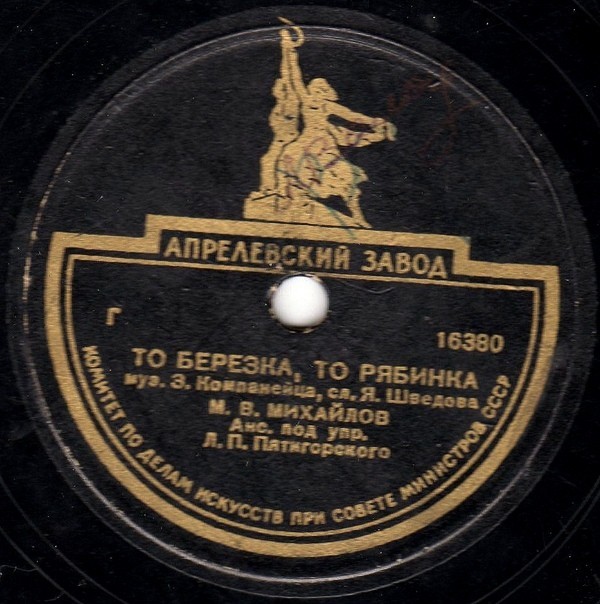 АПРЕЛЕВСКИЙ ЗАВОД
Г
16380
ТО БЕРЕЗКА, ТО РЯБИНКА
муз. З. Компанейца, сл. Я. Шведова
М. В. МИХАЙЛОВ
Анс. под упр.
Л. П. Пятигорского
КОМИТЕТ ПО ДЕЛАМ ИСКУССТВ ПРИ СОВЕТЕ МИНИСТРОВ СССР